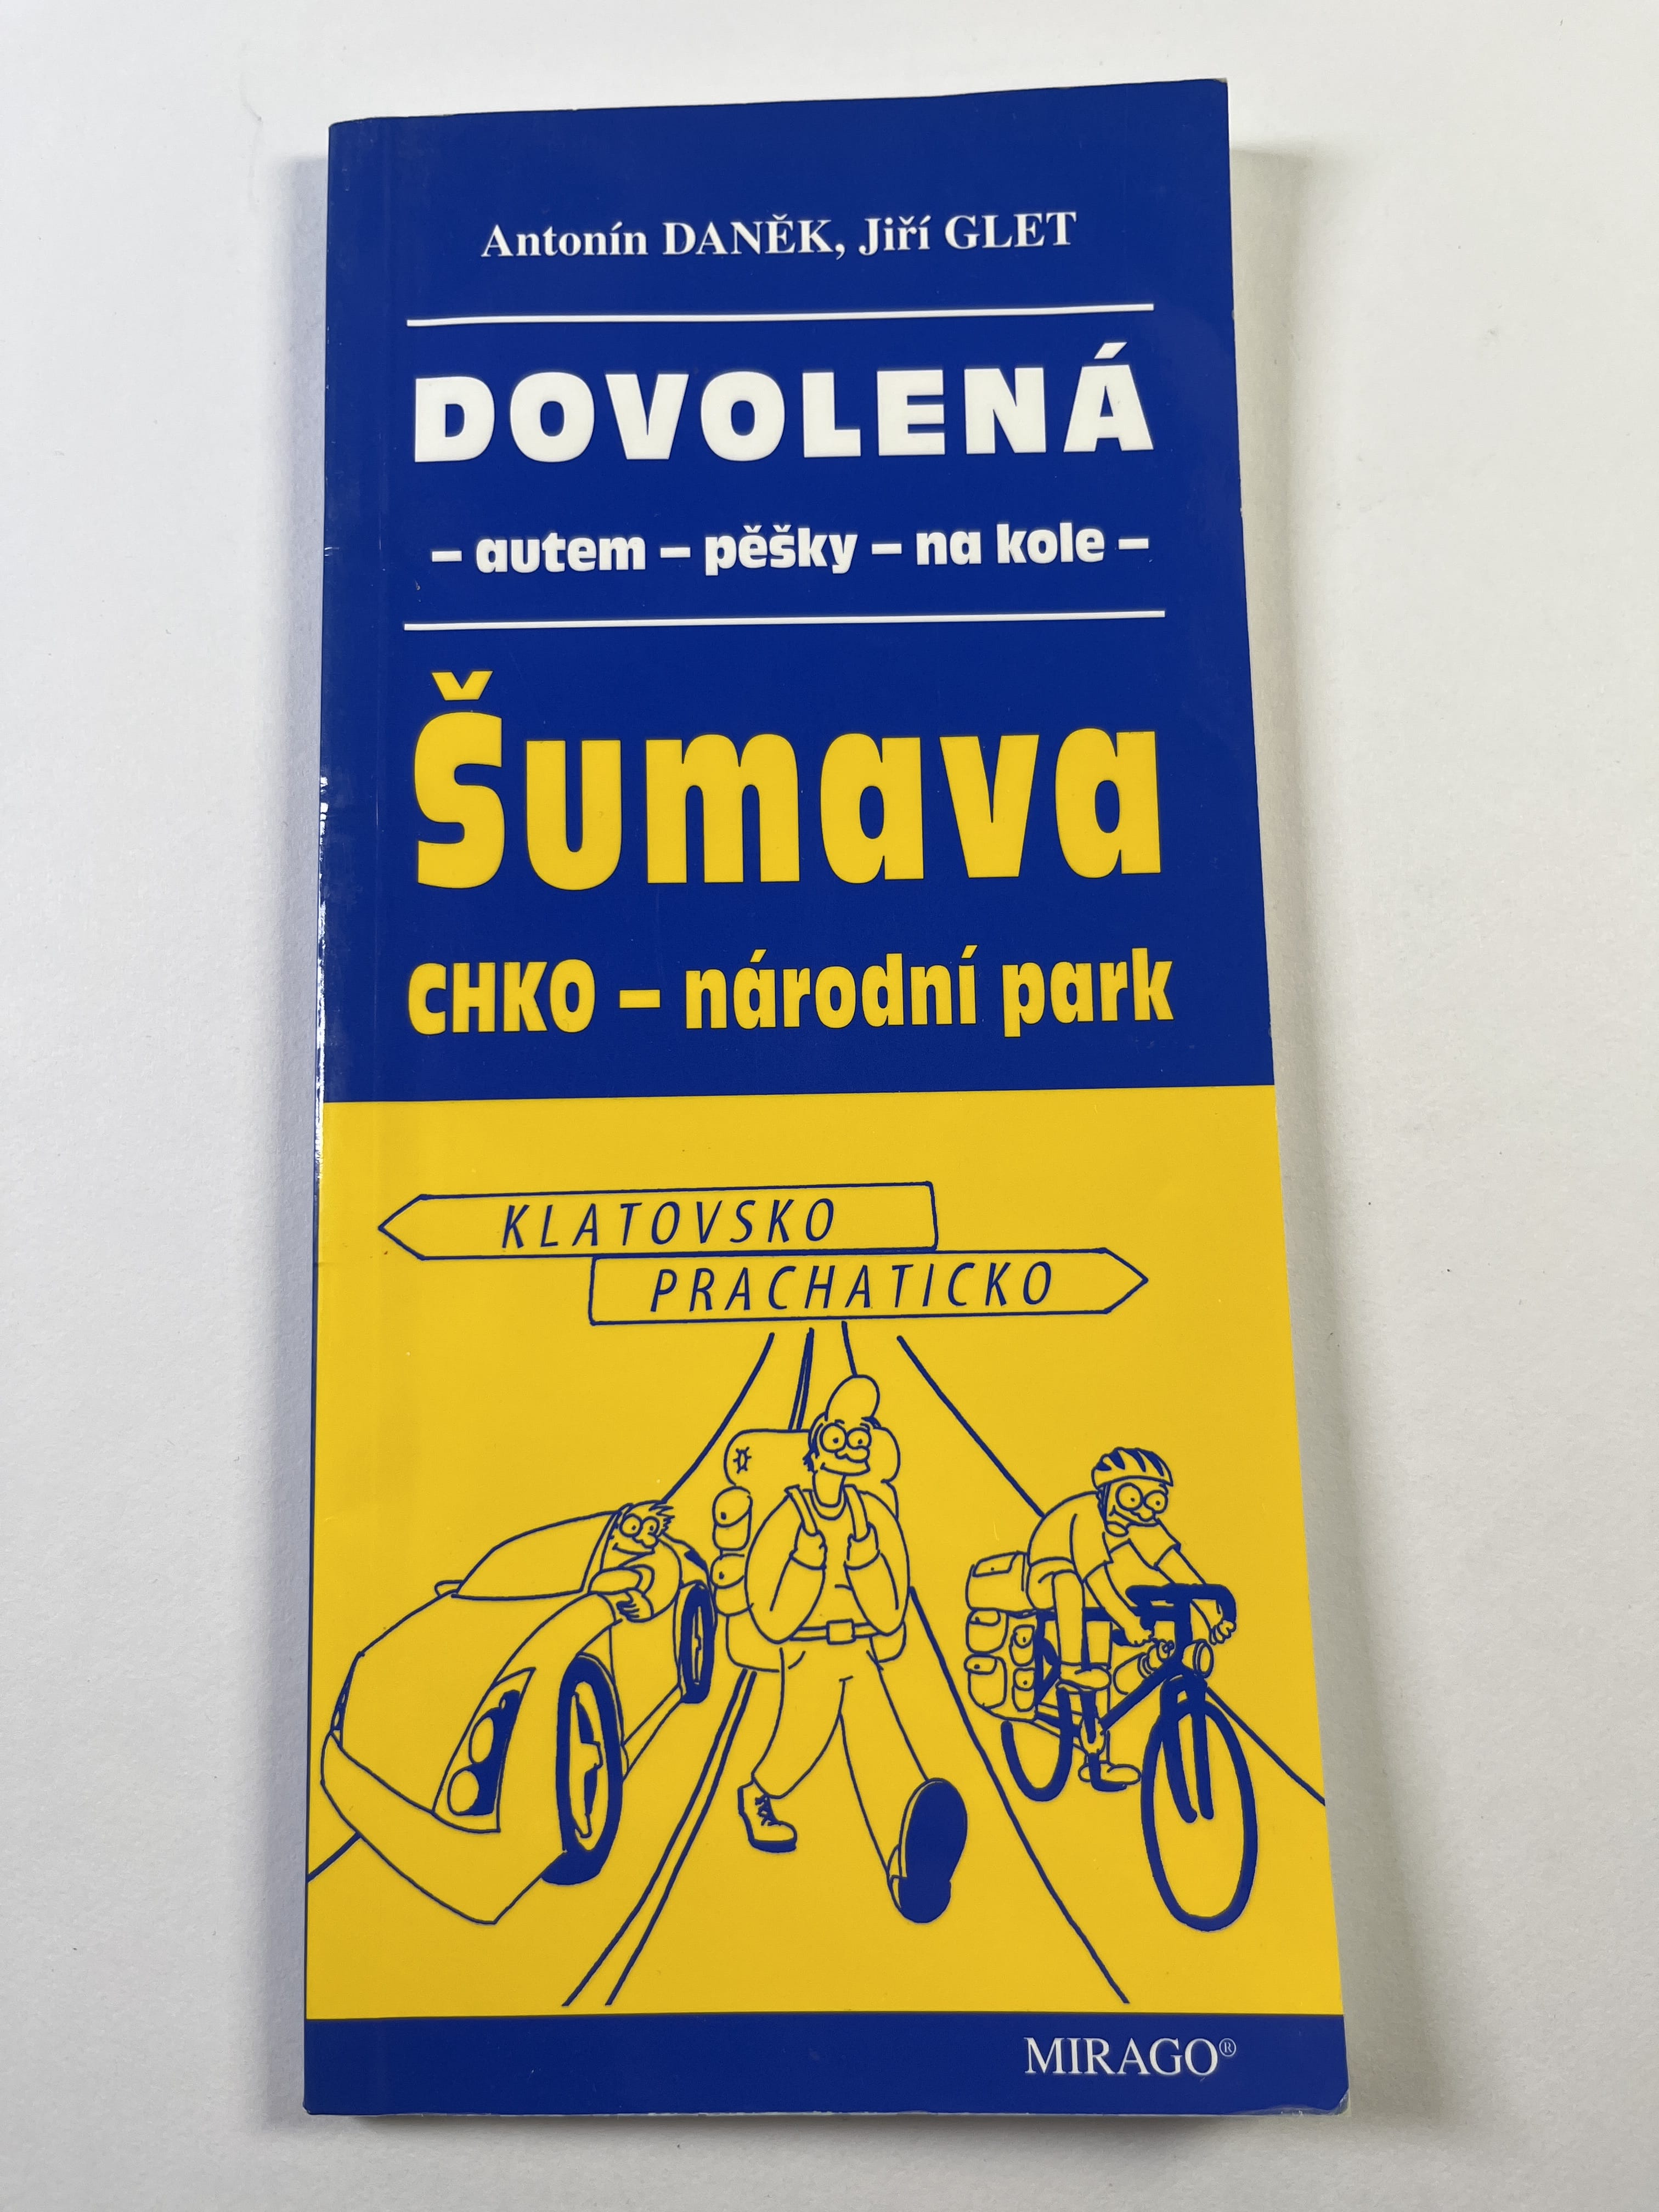 Antonín DANĚK, Jiří GLET
DOVOLENÁ
– autem – pěšky – na kole –
Šumava
CHKO – národní park
KLATOVSKO
PRACHATICKO
MIRAGO®